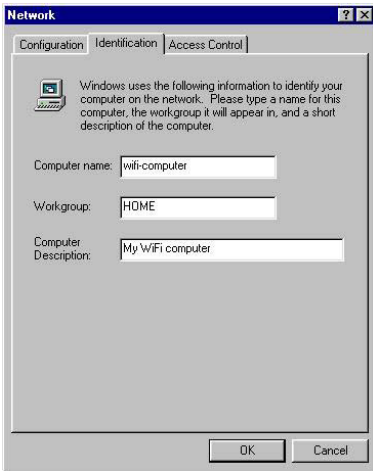 Network
Configuration Identification Access Control
Windows uses the following information to identify your
computer on the network. Please type a name for this
computer, the workgroup it will appear in, and a short
description of the computer.
Computer name: wifi-computer
Workgroup: HOME
Computer
Description: My WiFi computer
OK Cancel